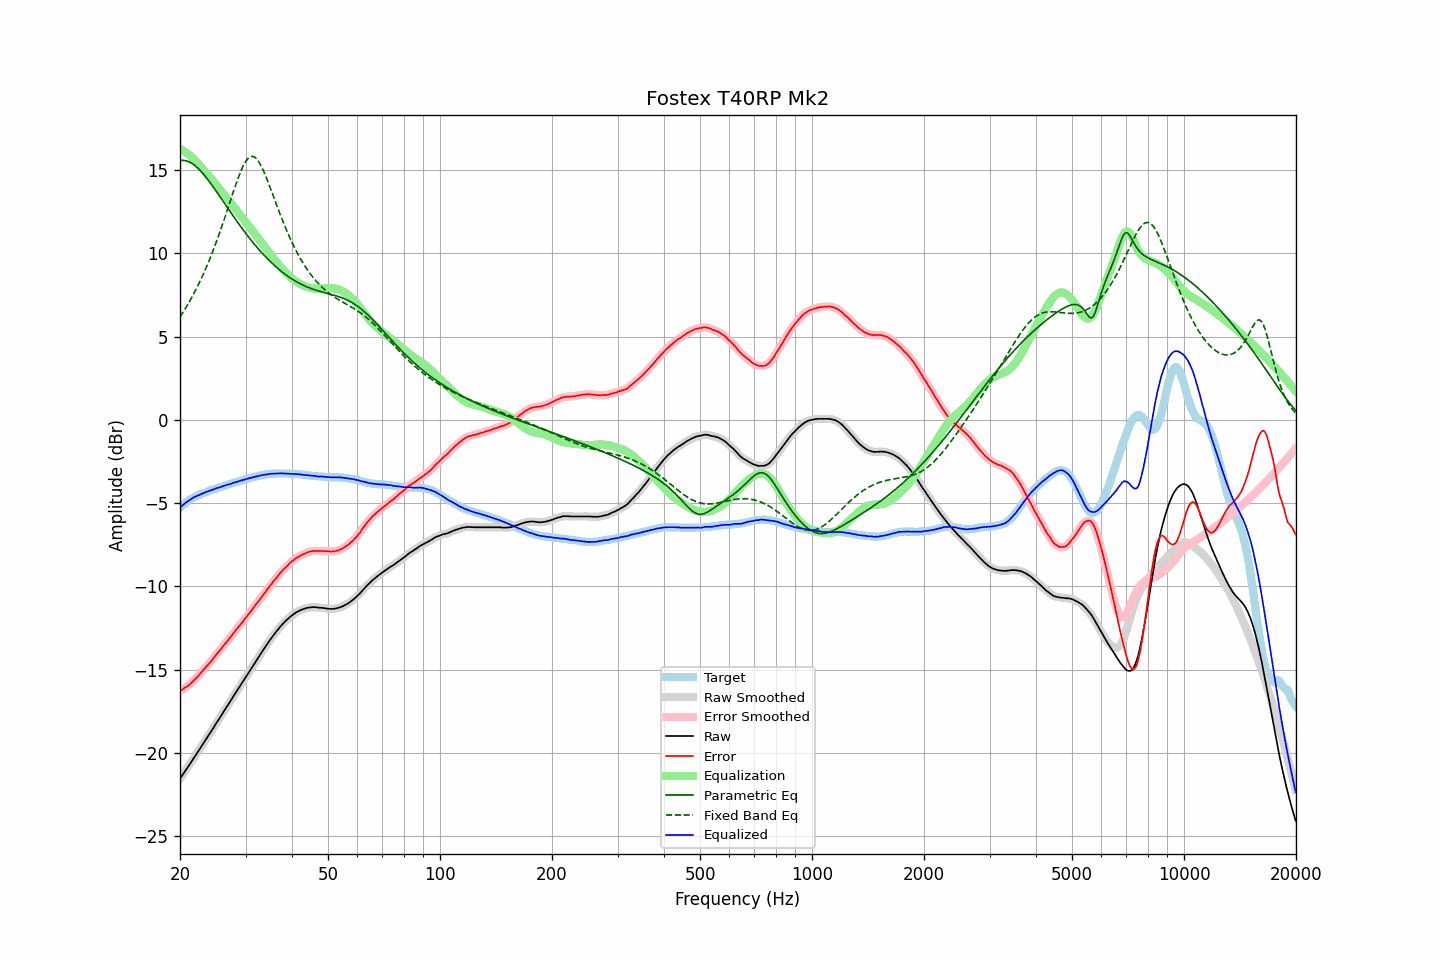 Fostex T40RP Mk2
Amplitude (dBr)
15
10
5
0
−5
−10
−15
−20
−25
Target
Raw Smoothed
Error Smoothed
Raw
Error
Equalization
Parametric Eq
Fixed Band Eq
Equalized
20 50 100 200 500 1000 2000 5000 10000 20000
Frequency (Hz)